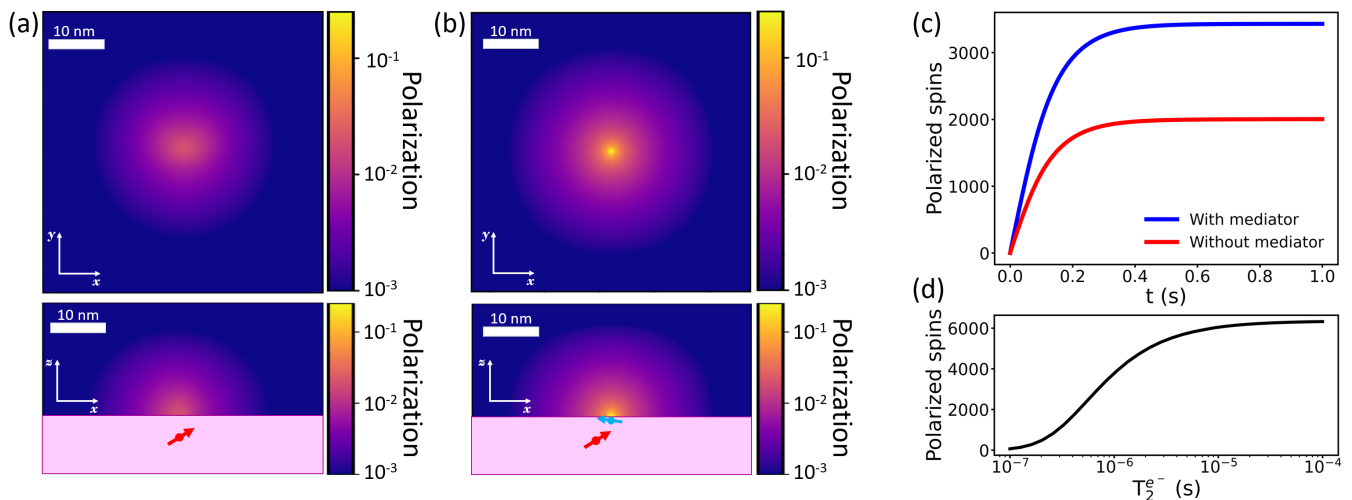 (a)
10 nm
y
x
10⁻¹
10⁻²
10⁻³
Polarization
10 nm
z
x
10⁻¹
10⁻²
10⁻³
Polarization
(b)
10 nm
y
x
10⁻¹
10⁻²
10⁻³
Polarization
10 nm
z
x
10⁻¹
10⁻²
10⁻³
Polarization
(c)
Polarized spins
3000
2000
1000
0
With mediator
Without mediator
0.0 0.2 0.4 0.6 0.8 1.0
t (s)
(d)
Polarized spins
6000
4000
2000
0
10⁻⁷ 10⁻⁶ 10⁻⁵ 10⁻⁴
T₂ᵉ⁻ (s)